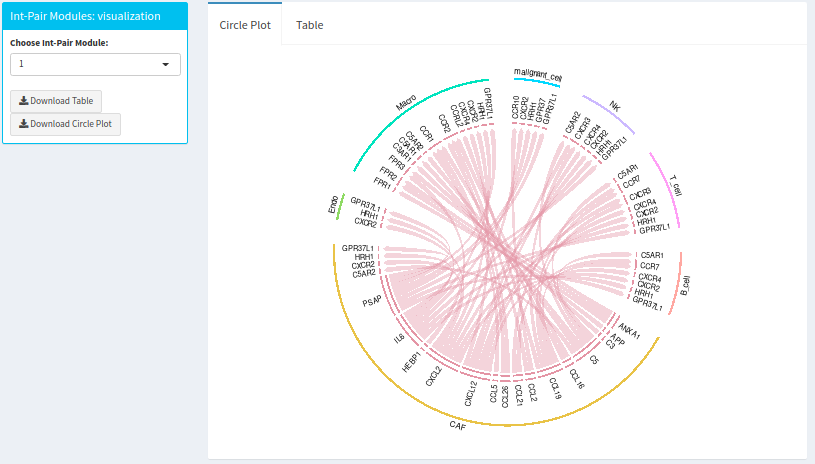 Int-Pair Modules: visualization
Choose Int-Pair Module:
1
Download Table
Download Circle Plot
Circle Plot
Table
malignant_cell
CCR10
CXCR2
HRH1
GPR37
GPR37L1
NK
C5AR2
CXCR3
CXCR4
CXCR2
HRH1
GPR37L1
T_cell
C5AR1
CCR7
CXCR3
CXCR4
CXCR2
HRH1
GPR37L1
B_cell
C5AR1
CCR7
CXCR4
CXCR2
HRH1
GPR37L1
CAF
ANXA1
APP
C3
C5
CCL16
CCL19
CCL2
CCL21
CCL26
CCL5
CXCL12
CXCL2
HEBP1
IL6
PSAP
C5AR2
CXCR2
HRH1
GPR37L1
Endo
CXCR2
HRH1
GPR37L1
Macro
FPR1
FPR2
FPR3
C3AR1
C5AR1
C5AR2
CCR1
CCR2
CCRL2
CXCR4
CXCR2
HRH1
GPR37L1